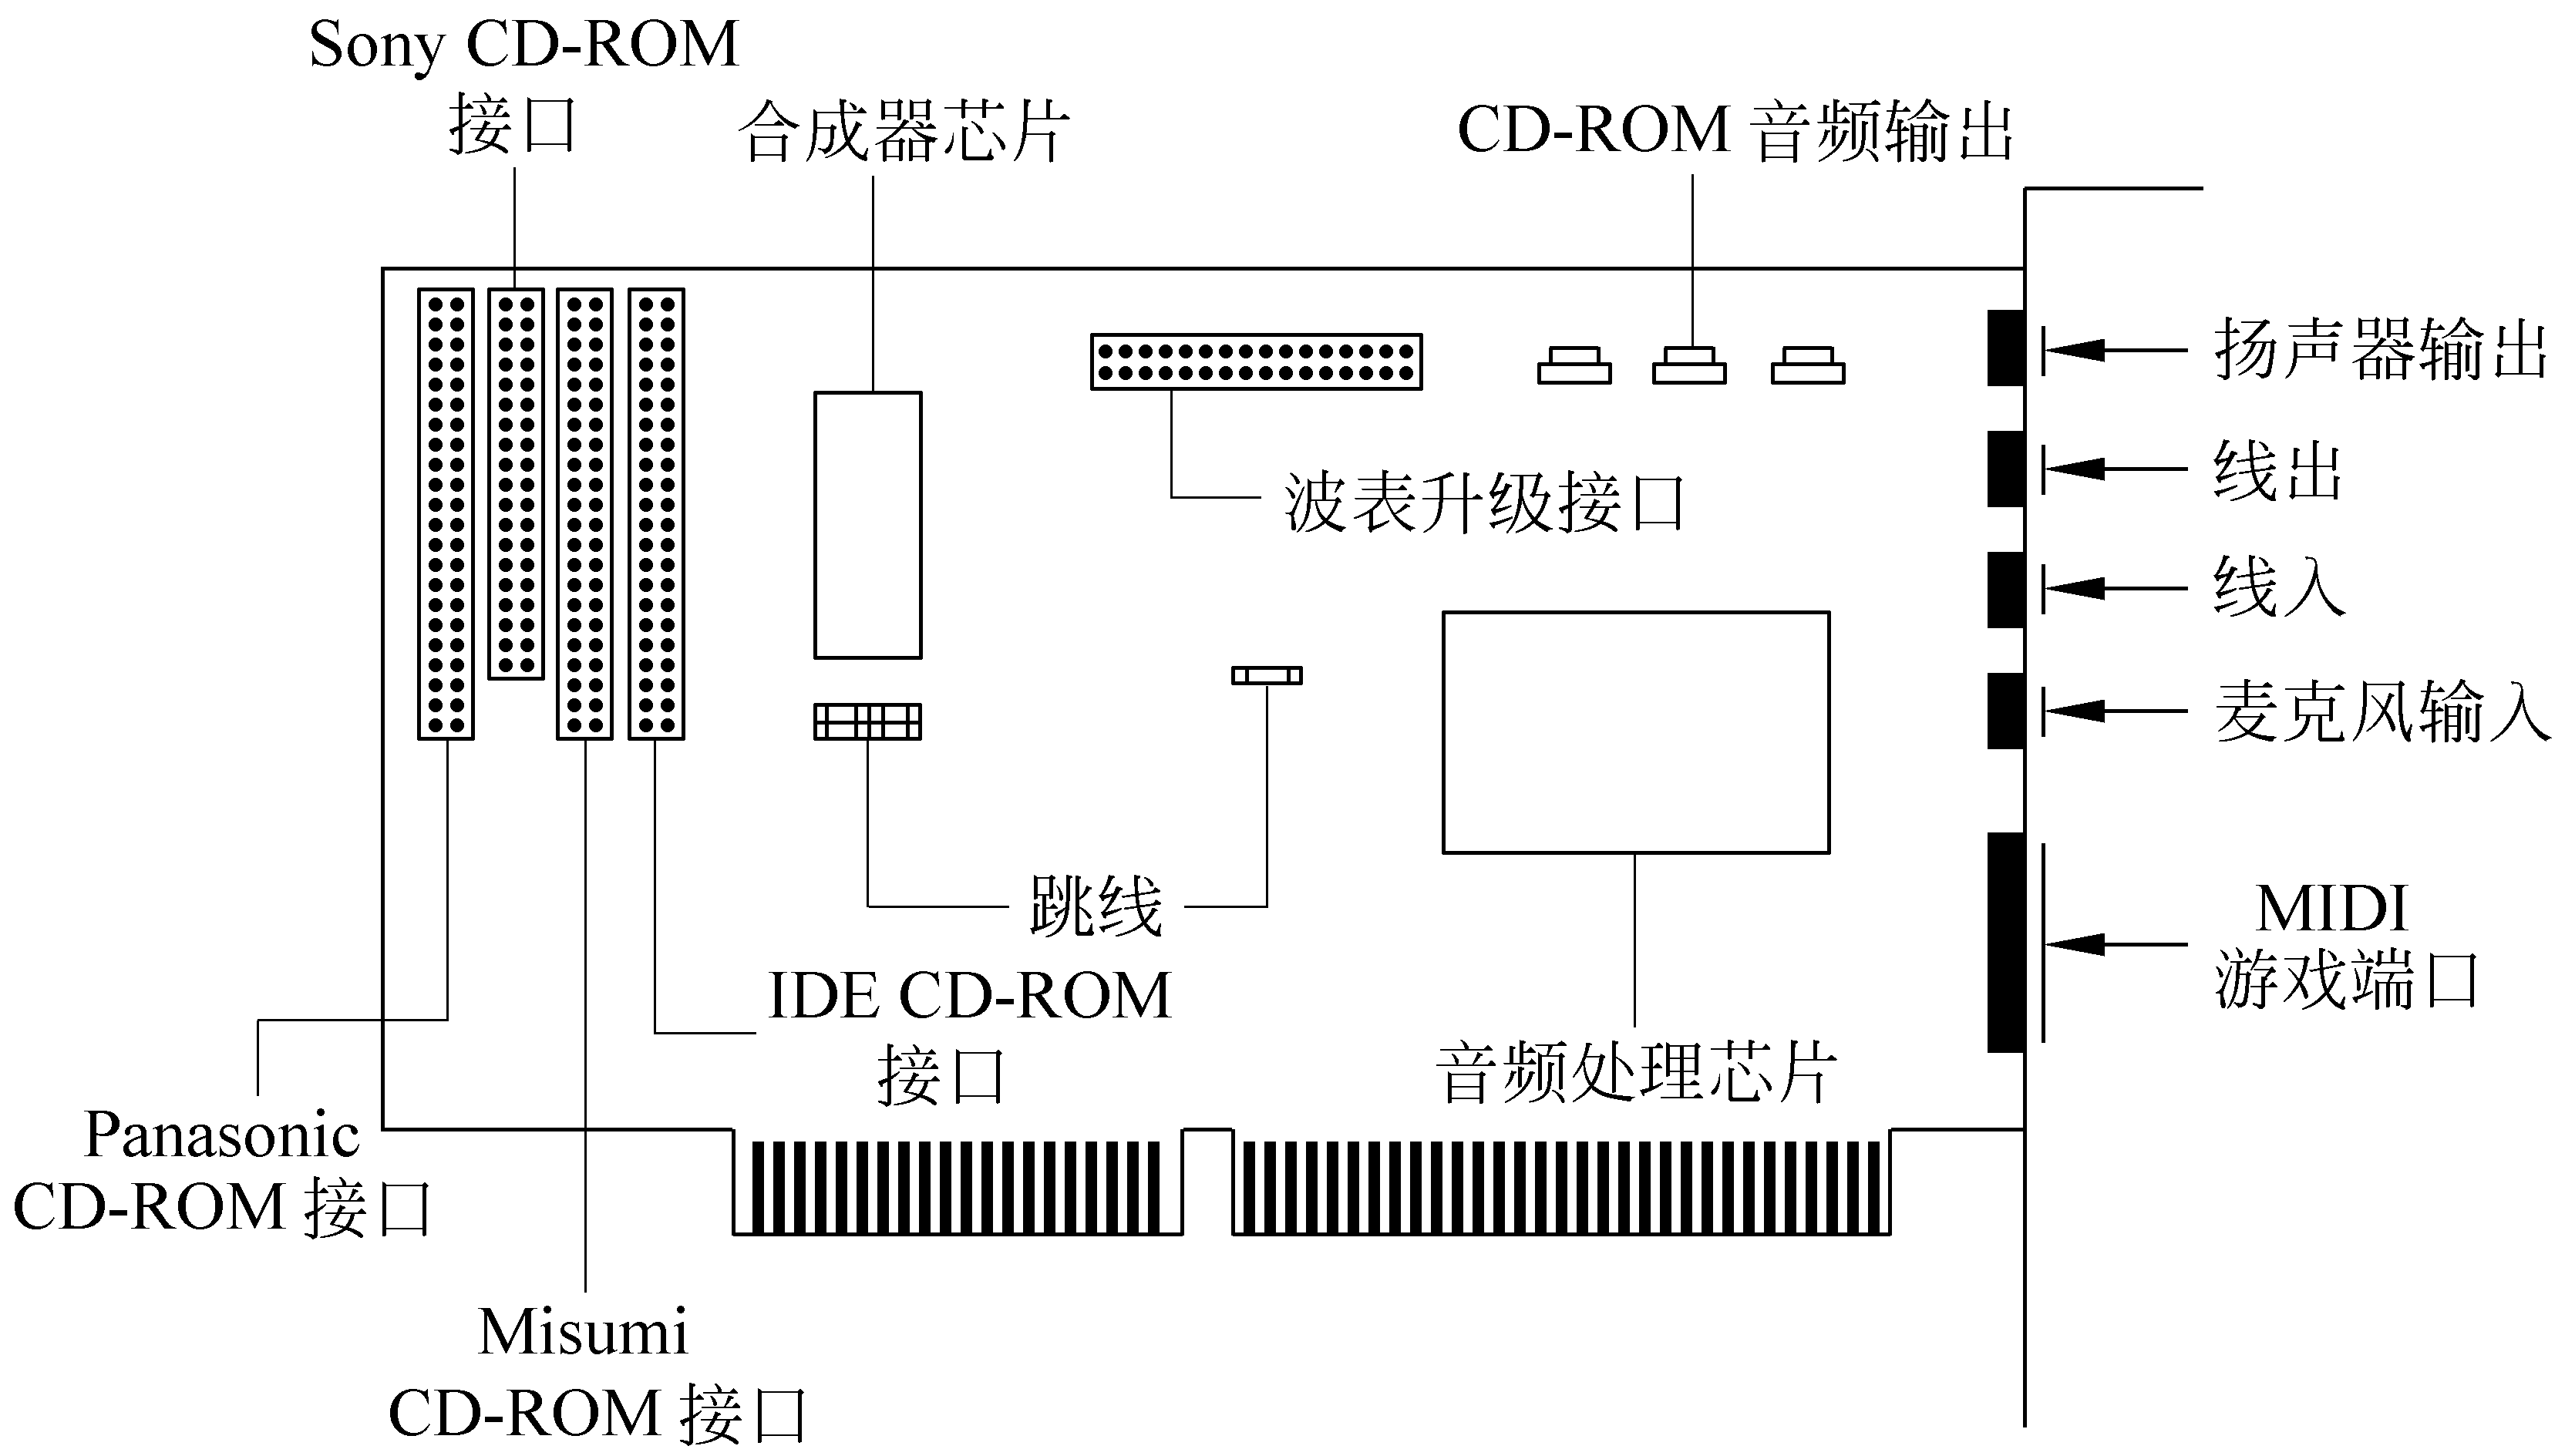 Sony CD-ROM
接口
合成器芯片
CD-ROM 音频输出
扬声器输出
线出
波表升级接口
线入
麦克风输入
跳线
MIDI
游戏端口
IDE CD-ROM
接口
音频处理芯片
Panasonic
CD-ROM 接口
Misumi
CD-ROM 接口